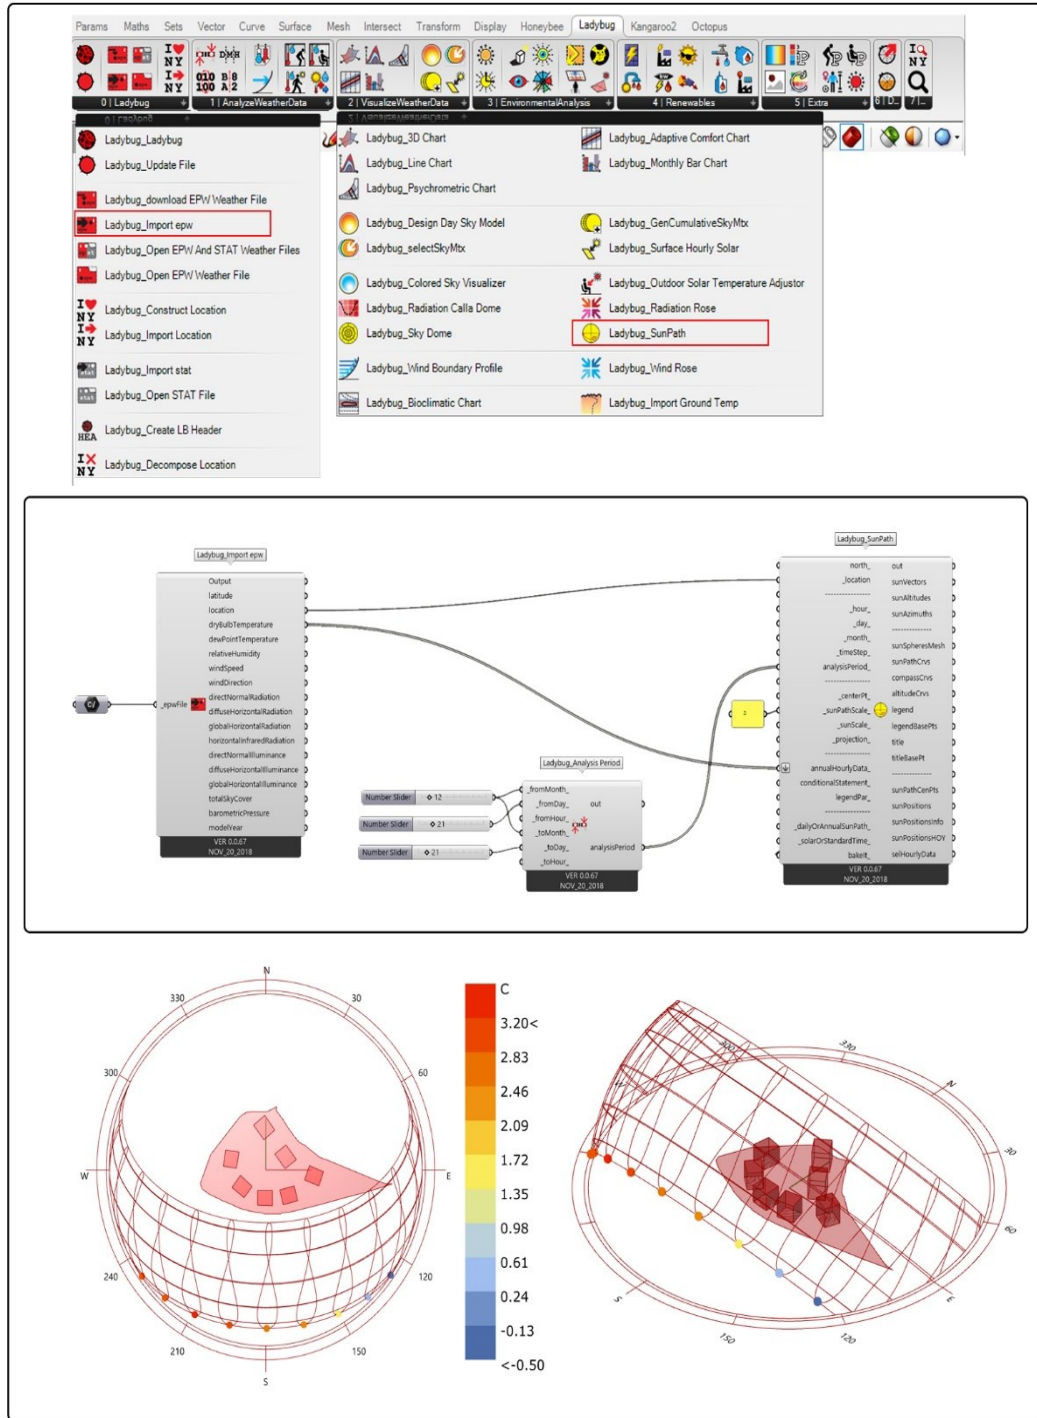 Params Maths Sets Vector Curve Surface Mesh Intersect Transform Display Honeybee Ladybug Kangaroo2 Octopus
0 | Ladybug
1 | AnalyzeWeatherData
2 | VisualizeWeatherData
3 | EnvironmentalAnalysis
4 | Renewables
5 | Extra
6 | D...
7 | ...
Ladybug_Ladybug
Ladybug_Update File
Ladybug_download EPW Weather File
Ladybug_Import epw
Ladybug_Open EPW And STAT Weather Files
Ladybug_Open EPW Weather File
Ladybug_Construct Location
Ladybug_Import Location
Ladybug_Import stat
Ladybug_Open STAT File
Ladybug_Create LB Header
Ladybug_Decompose Location
Ladybug_3D Chart
Ladybug_Line Chart
Ladybug_Psychrometric Chart
Ladybug_Design Day Sky Model
Ladybug_selectSkyMtx
Ladybug_Colored Sky Visualizer
Ladybug_Radiation Calla Dome
Ladybug_Sky Dome
Ladybug_Wind Boundary Profile
Ladybug_Bioclimatic Chart
Ladybug_Adaptive Comfort Chart
Ladybug_Monthly Bar Chart
Ladybug_GenCumulativeSkyMtx
Ladybug_Surface Hourly Solar
Ladybug_Outdoor Solar Temperature Adjustor
Ladybug_Radiation Rose
Ladybug_SunPath
Ladybug_Wind Rose
Ladybug_Import Ground Temp
Ladybug_Import epw
_epwFile
Output
latitude
location
dryBulbTemperature
dewPointTemperature
relativeHumidity
windSpeed
windDirection
directNormalRadiation
diffuseHorizontalRadiation
globalHorizontalRadiation
horizontalInfraredRadiation
directNormalIlluminance
diffuseHorizontalIlluminance
globalHorizontalIlluminance
totalSkyCover
barometricPressure
modelYear
VER 0.0.67
NOV_20_2018
Number Slider 12
Number Slider 21
Number Slider 21
Ladybug_Analysis Period
_fromMonth_
_fromDay_
_fromHour_
_toMonth_
_toDay_
_toHour_
out
analysisPeriod
VER 0.0.67
NOV_20_2018
Ladybug_SunPath
north_
_location
----------------
_hour_
_day_
_month_
_timeStep_
analysisPeriod_
----------------
_centerPt_
_sunPathScale_
_sunScale_
_projection_
----------------
annualHourlyData_
conditionalStatement_
legendPar_
----------------
_dailyOrAnnualSunPath_
_solarOrStandardTime_
bakeIt_
out
sunVectors
sunAltitudes
sunAzimuths
--------------
sunSpheresMesh
sunPathCrvs
compassCrvs
altitudeCrvs
legend
legendBasePts
title
titleBasePt
--------------
sunPathCenPts
sunPositions
sunPositionsInfo
sunPositionsHOY
selHourlyData
VER 0.0.67
NOV_20_2018
N
30
60
E
120
150
S
210
240
W
300
330
C
3.20<
2.83
2.46
2.09
1.72
1.35
0.98
0.61
0.24
-0.13
<-0.50
300
330
N
30
60
E
120
150
S
W